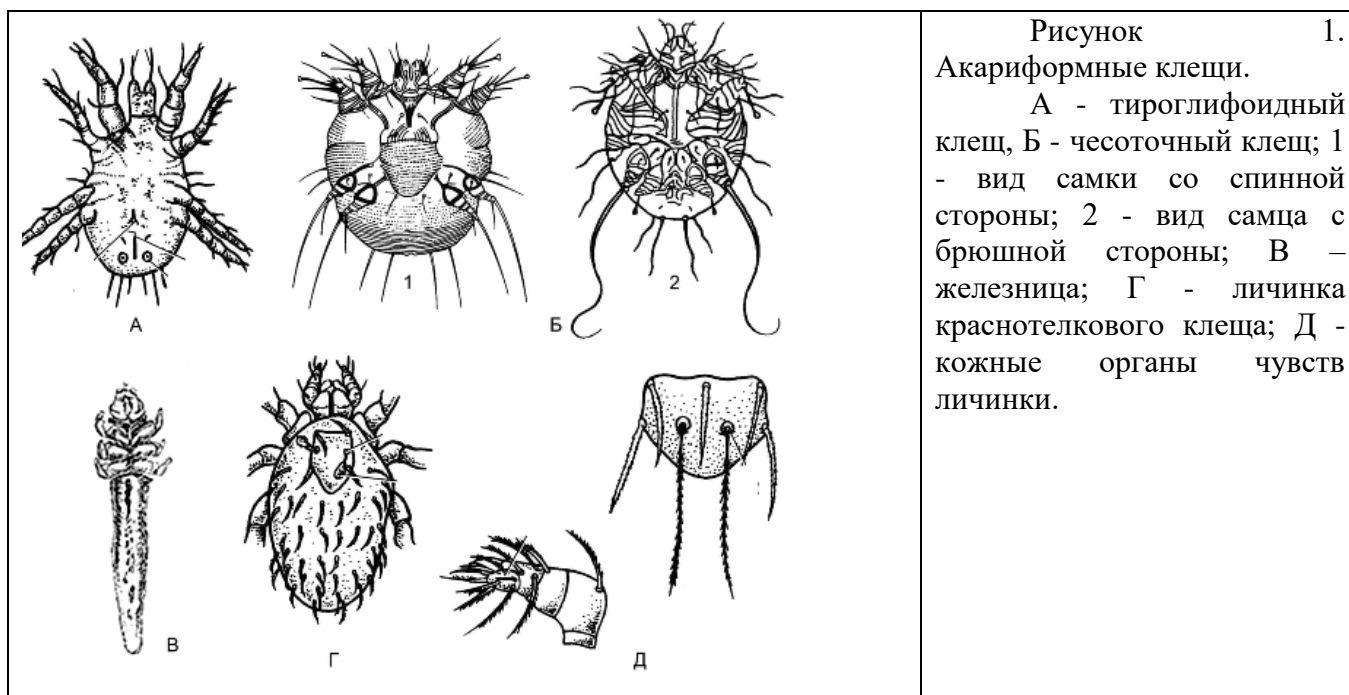 Рисунок 1.
Акариформные клещи.
А - тироглифоидный
клещ, Б - чесоточный клещ; 1
- вид самки со спинной
стороны; 2 - вид самца с
брюшной стороны; В –
железница; Г - личинка
краснотелкового клеща; Д -
кожные органы чувств
личинки.
1
2
А
Б
В
Г
Д